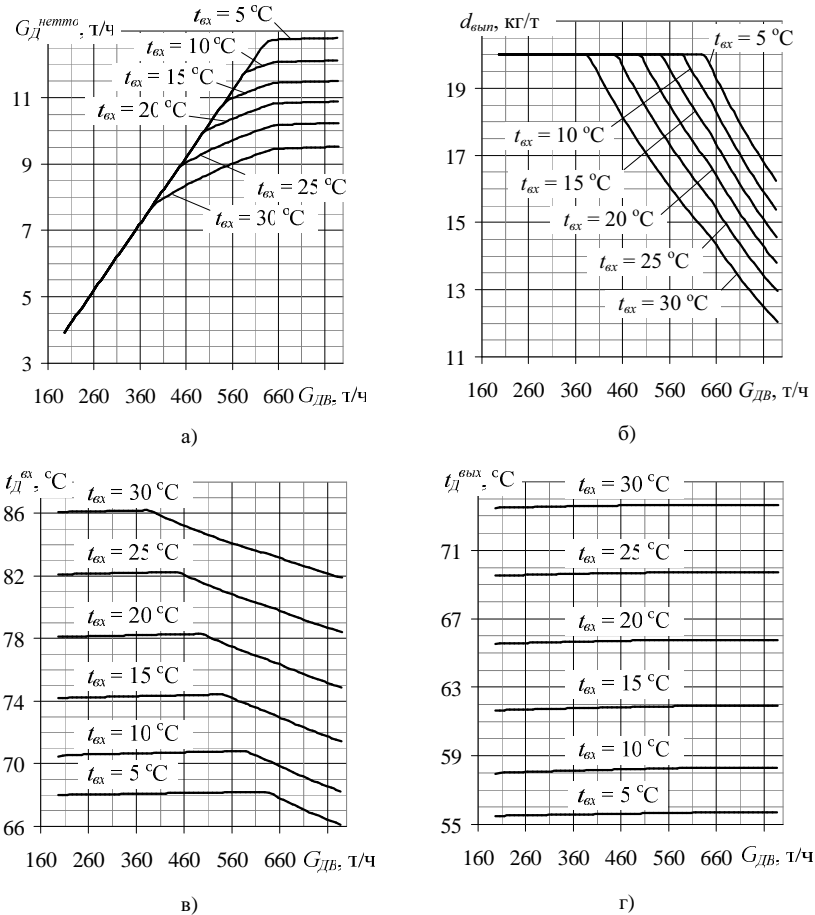 G_Д^нетто, т/ч
t_вх = 5 °C
t_вх = 10 °C
t_вх = 15 °C
t_вх = 20 °C
t_вх = 25 °C
t_вх = 30 °C
11
9
7
5
3
160 260 360 460 560 660 G_ДВ, т/ч
а)
d_вып, кг/т
t_вх = 5 °C
t_вх = 10 °C
t_вх = 15 °C
t_вх = 20 °C
t_вх = 25 °C
t_вх = 30 °C
19
17
15
13
11
160 260 360 460 560 660 G_ДВ, т/ч
б)
t_Д^вх, °C
t_вх = 30 °C
t_вх = 25 °C
t_вх = 20 °C
t_вх = 15 °C
t_вх = 10 °C
t_вх = 5 °C
86
82
78
74
70
66
160 260 360 460 560 660 G_ДВ, т/ч
в)
t_Д^вых, °C
t_вх = 30 °C
t_вх = 25 °C
t_вх = 20 °C
t_вх = 15 °C
t_вх = 10 °C
t_вх = 5 °C
71
67
63
59
55
160 260 360 460 560 660 G_ДВ, т/ч
г)